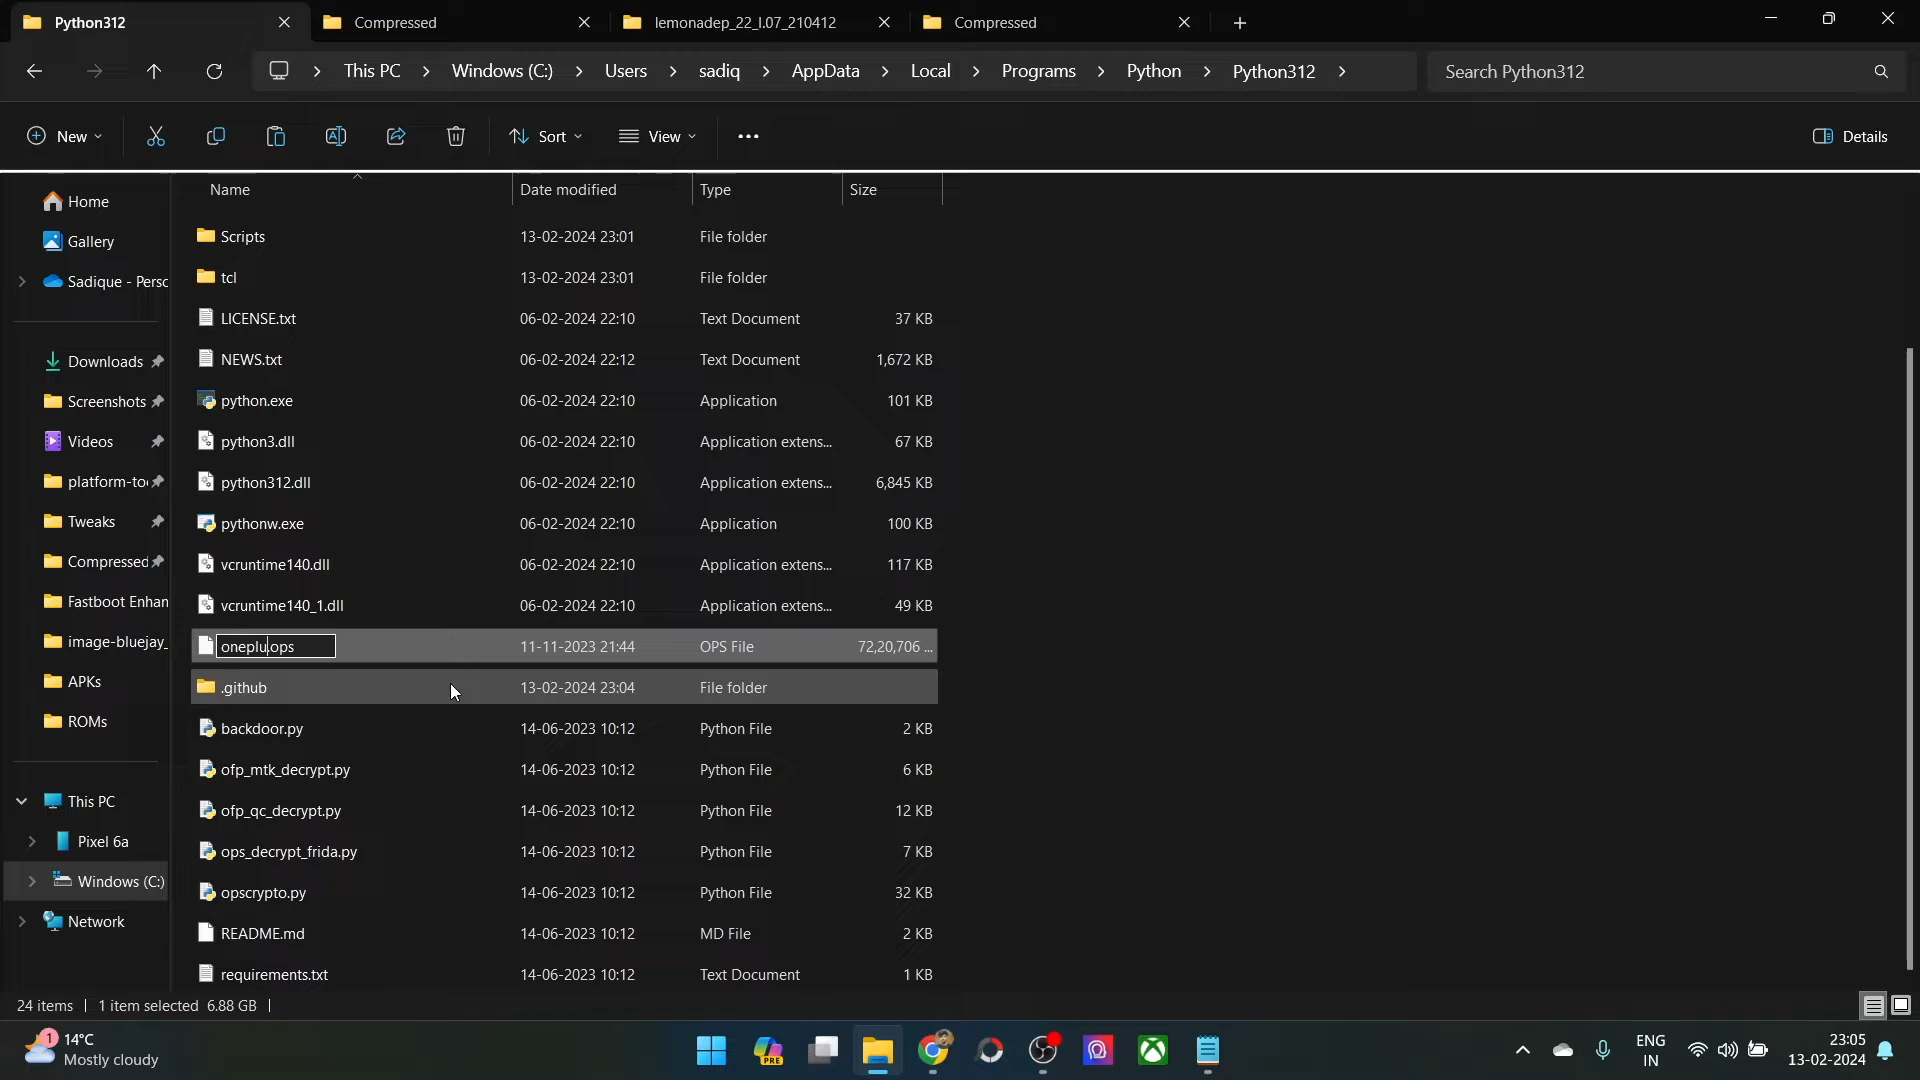 Python312
Compressed
lemonadep_22_I.07_210412
Compressed
This PC > Windows (C:) > Users > sadiq > AppData > Local > Programs > Python > Python312 >
Search Python312
New
Sort
View
Details
Name
Date modified
Type
Size
Home
Gallery
Sadique - Persc
Downloads
Screenshots
Videos
platform-to
Tweaks
Compressed
Fastboot Enhan
image-bluejay_
APKs
ROMs
This PC
Pixel 6a
Windows (C:)
Network
Scripts 13-02-2024 23:01 File folder
tcl 13-02-2024 23:01 File folder
LICENSE.txt 06-02-2024 22:10 Text Document 37 KB
NEWS.txt 06-02-2024 22:12 Text Document 1,672 KB
python.exe 06-02-2024 22:10 Application 101 KB
python3.dll 06-02-2024 22:10 Application extens... 67 KB
python312.dll 06-02-2024 22:10 Application extens... 6,845 KB
pythonw.exe 06-02-2024 22:10 Application 100 KB
vcruntime140.dll 06-02-2024 22:10 Application extens... 117 KB
vcruntime140_1.dll 06-02-2024 22:10 Application extens... 49 KB
oneplu.ops 11-11-2023 21:44 OPS File 72,20,706 ...
.github 13-02-2024 23:04 File folder
backdoor.py 14-06-2023 10:12 Python File 2 KB
ofp_mtk_decrypt.py 14-06-2023 10:12 Python File 6 KB
ofp_qc_decrypt.py 14-06-2023 10:12 Python File 12 KB
ops_decrypt_frida.py 14-06-2023 10:12 Python File 7 KB
opscrypto.py 14-06-2023 10:12 Python File 32 KB
README.md 14-06-2023 10:12 MD File 2 KB
requirements.txt 14-06-2023 10:12 Text Document 1 KB
24 items | 1 item selected 6.88 GB |
1
14°C
Mostly cloudy
PRE
ENG
IN
23:05
13-02-2024